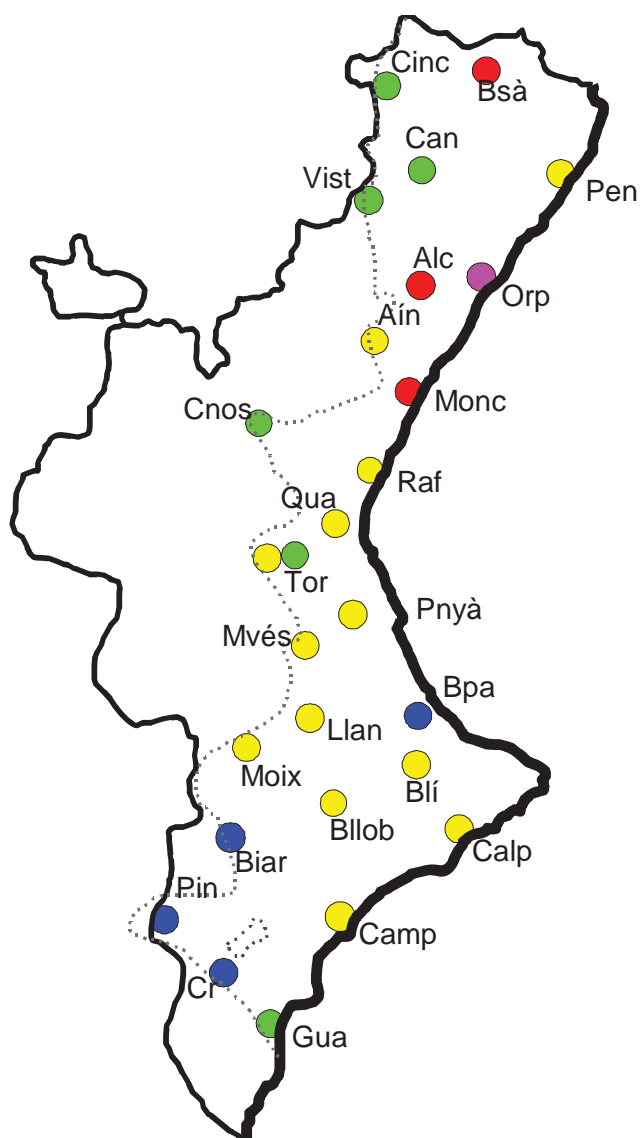 Cinc
Bsà
Can
Vist
Pen
Alc
Orp
Aín
Monc
Cnos
Raf
Qua
Tor
Pnyà
Mvés
Bpa
Llan
Moix
Blí
Bllob
Calp
Biar
Pin
Camp
Cr
Gua